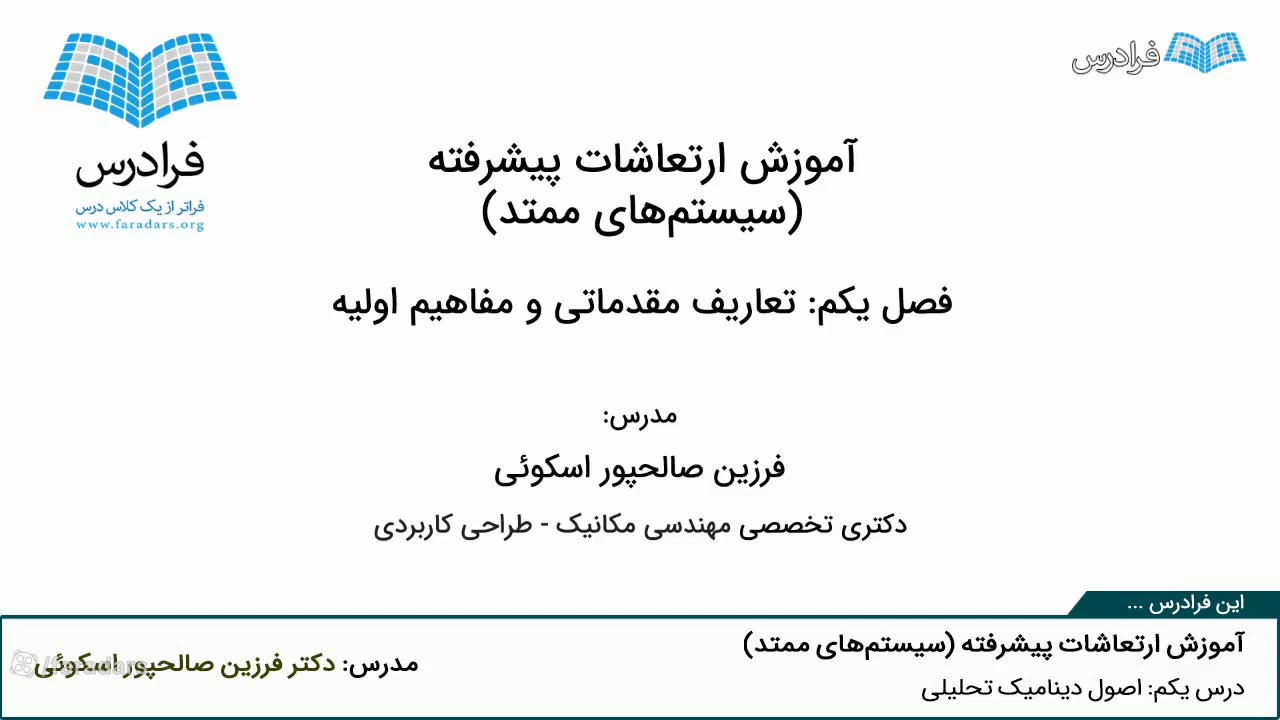 فرادرس
فرادرس
فراتر از یک کلاس درس
www.faradars.org
آموزش ارتعاشات پیشرفته
(سیستم‌های ممتد)
فصل یکم: تعاریف مقدماتی و مفاهیم اولیه
مدرس:
فرزین صالحپور اسکوئی
دکتری تخصصی مهندسی مکانیک - طراحی کاربردی
این فرادرس ...
آموزش ارتعاشات پیشرفته (سیستم‌های ممتد)
درس یکم: اصول دینامیک تحلیلی
مدرس: دکتر فرزین صالحپور اسکوئی
/faradars